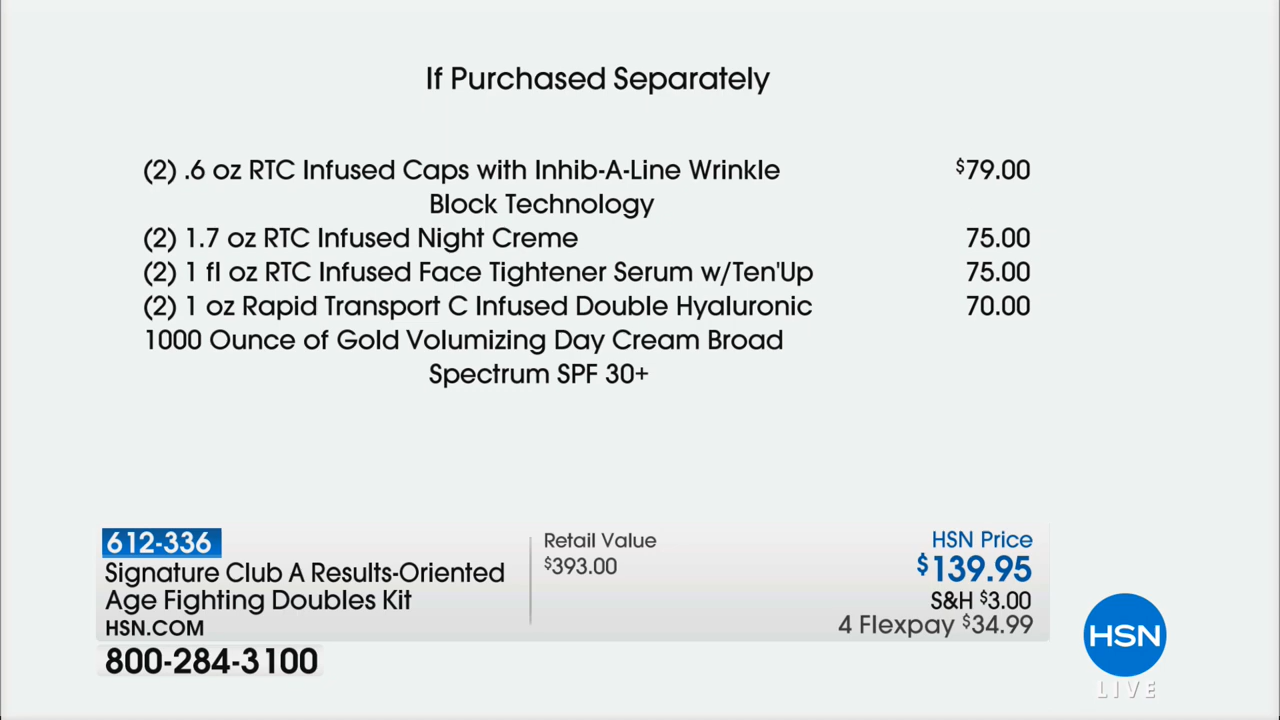 If Purchased Separately
(2) .6 oz RTC Infused Caps with Inhib-A-Line Wrinkle $79.00
Block Technology
(2) 1.7 oz RTC Infused Night Creme 75.00
(2) 1 fl oz RTC Infused Face Tightener Serum w/Ten'Up 75.00
(2) 1 oz Rapid Transport C Infused Double Hyaluronic 70.00
1000 Ounce of Gold Volumizing Day Cream Broad
Spectrum SPF 30+
612-336
Signature Club A Results-Oriented
Age Fighting Doubles Kit
HSN.COM
800-284-3100
Retail Value
$393.00
HSN Price
$139.95
S&H $3.00
4 Flexpay $34.99
HSN
LIVE